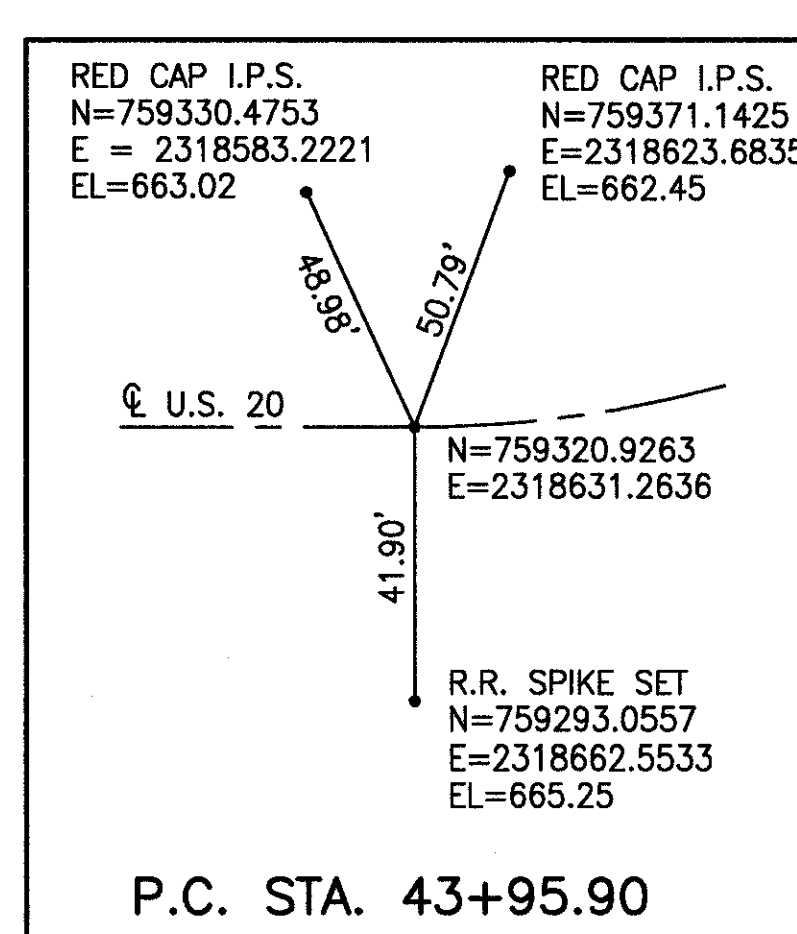 RED CAP I.P.S.
N=759330.4753
E = 2318583.2221
EL=663.02
RED CAP I.P.S.
N=759371.1425
E=2318623.6835
EL=662.45
48.98'
50.79'
℄ U.S. 20
N=759320.9263
E=2318631.2636
41.90'
R.R. SPIKE SET
N=759293.0557
E=2318662.5533
EL=665.25
P.C. STA. 43+95.90